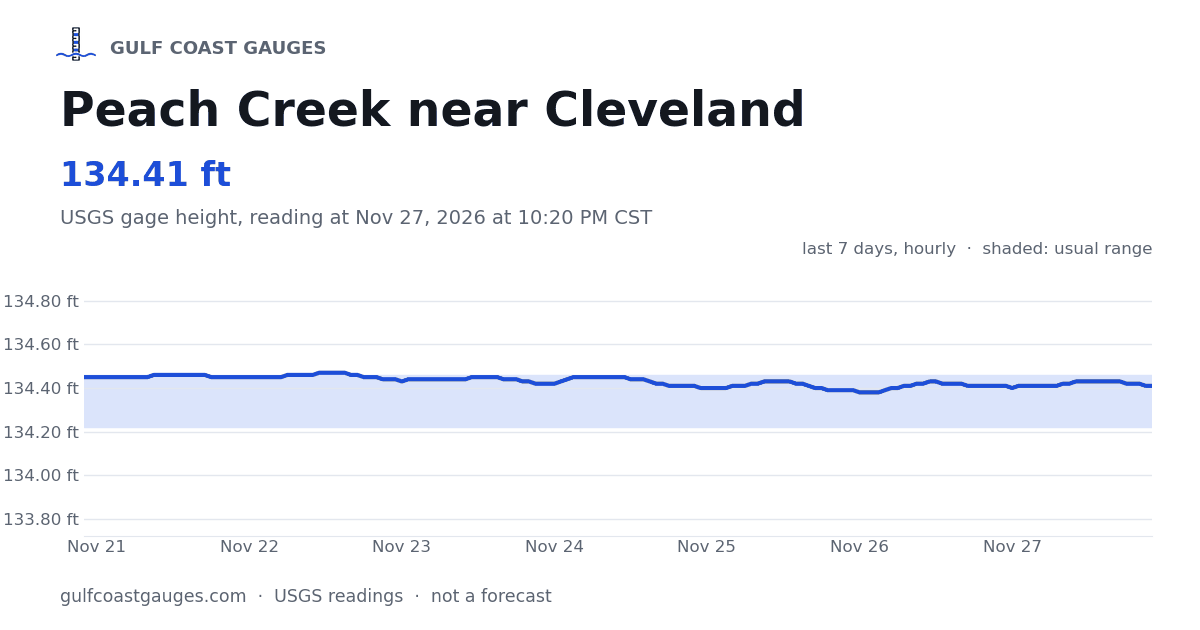 GULF COAST GAUGES
Peach Creek near Cleveland
134.41 ft
USGS gage height, reading at Nov 27, 2026 at 10:20 PM CST
last 7 days, hourly · shaded: usual range
134.80 ft
134.60 ft
134.40 ft
134.20 ft
134.00 ft
133.80 ft
Nov 21 Nov 22 Nov 23 Nov 24 Nov 25 Nov 26 Nov 27
gulfcoastgauges.com · USGS readings · not a forecast